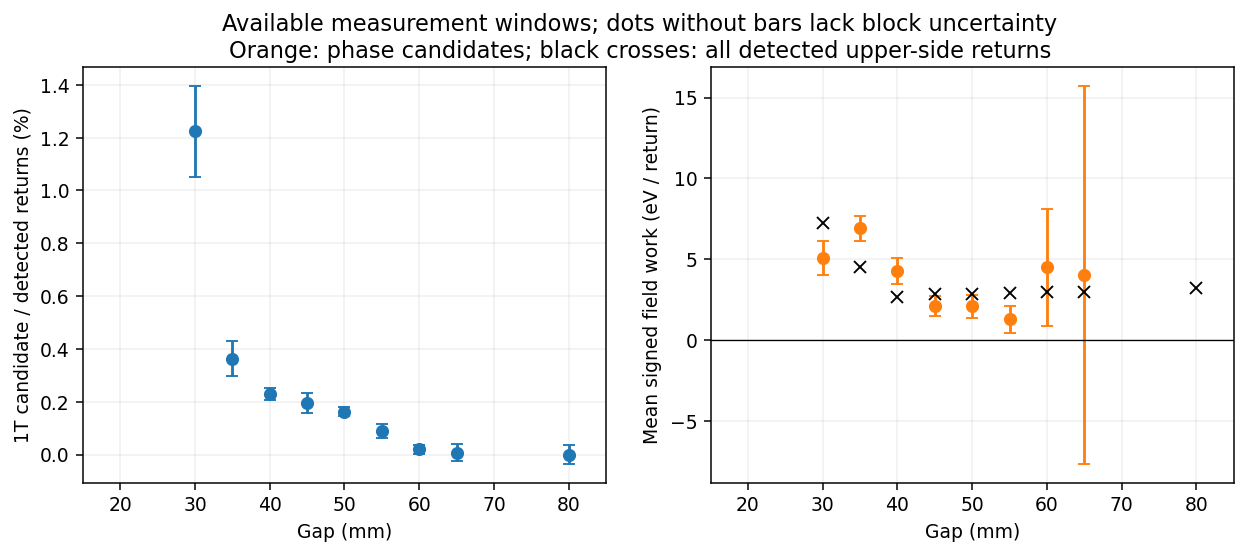 Available measurement windows; dots without bars lack block uncertainty
Orange: phase candidates; black crosses: all detected upper-side returns
1T candidate / detected returns (%)
1.4
1.2
1.0
0.8
0.6
0.4
0.2
0.0
20 30 40 50 60 70 80
Gap (mm)
Mean signed field work (eV / return)
15
10
5
0
−5
20 30 40 50 60 70 80
Gap (mm)